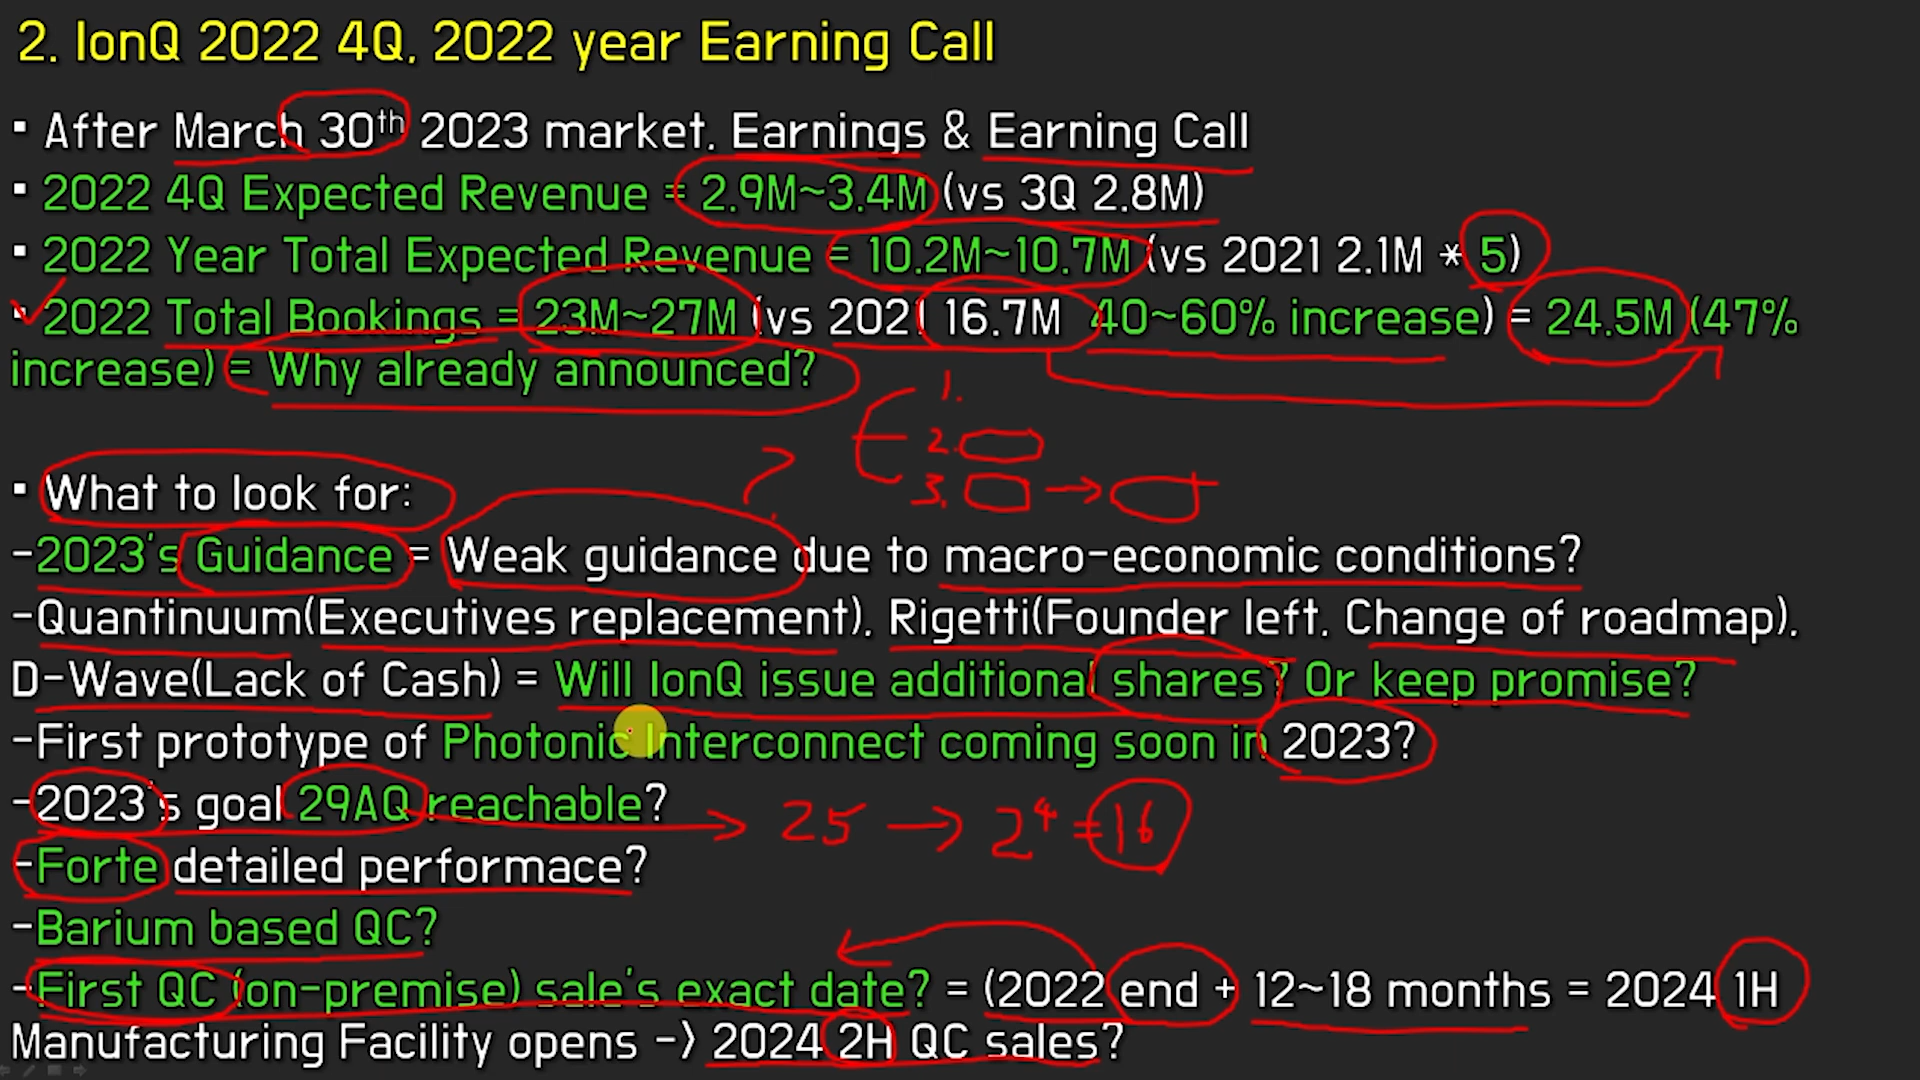 2. IonQ 2022 4Q, 2022 year Earning Call
▪ After March 30th 2023 market, Earnings & Earning Call
▪ 2022 4Q Expected Revenue = 2.9M~3.4M (vs 3Q 2.8M)
▪ 2022 Year Total Expected Revenue = 10.2M~10.7M (vs 2021 2.1M * 5)
▪ 2022 Total Bookings = 23M~27M (vs 2021 16.7M 40~60% increase) = 24.5M (47%
increase) = Why already announced?
1.
2.
3. →
▪ What to look for:
?
-2023's Guidance = Weak guidance due to macro-economic conditions?
-Quantinuum(Executives replacement), Rigetti(Founder left, Change of roadmap),
D-Wave(Lack of Cash) = Will IonQ issue additional shares? Or keep promise?
-First prototype of Photonic Interconnect coming soon in 2023?
-2023's goal 29AQ reachable? → 25 → 2⁴ = 16
-Forte detailed performace?
-Barium based QC?
-First QC (on-premise) sale's exact date? = (2022 end + 12~18 months = 2024 1H
Manufacturing Facility opens -> 2024 2H QC sales?